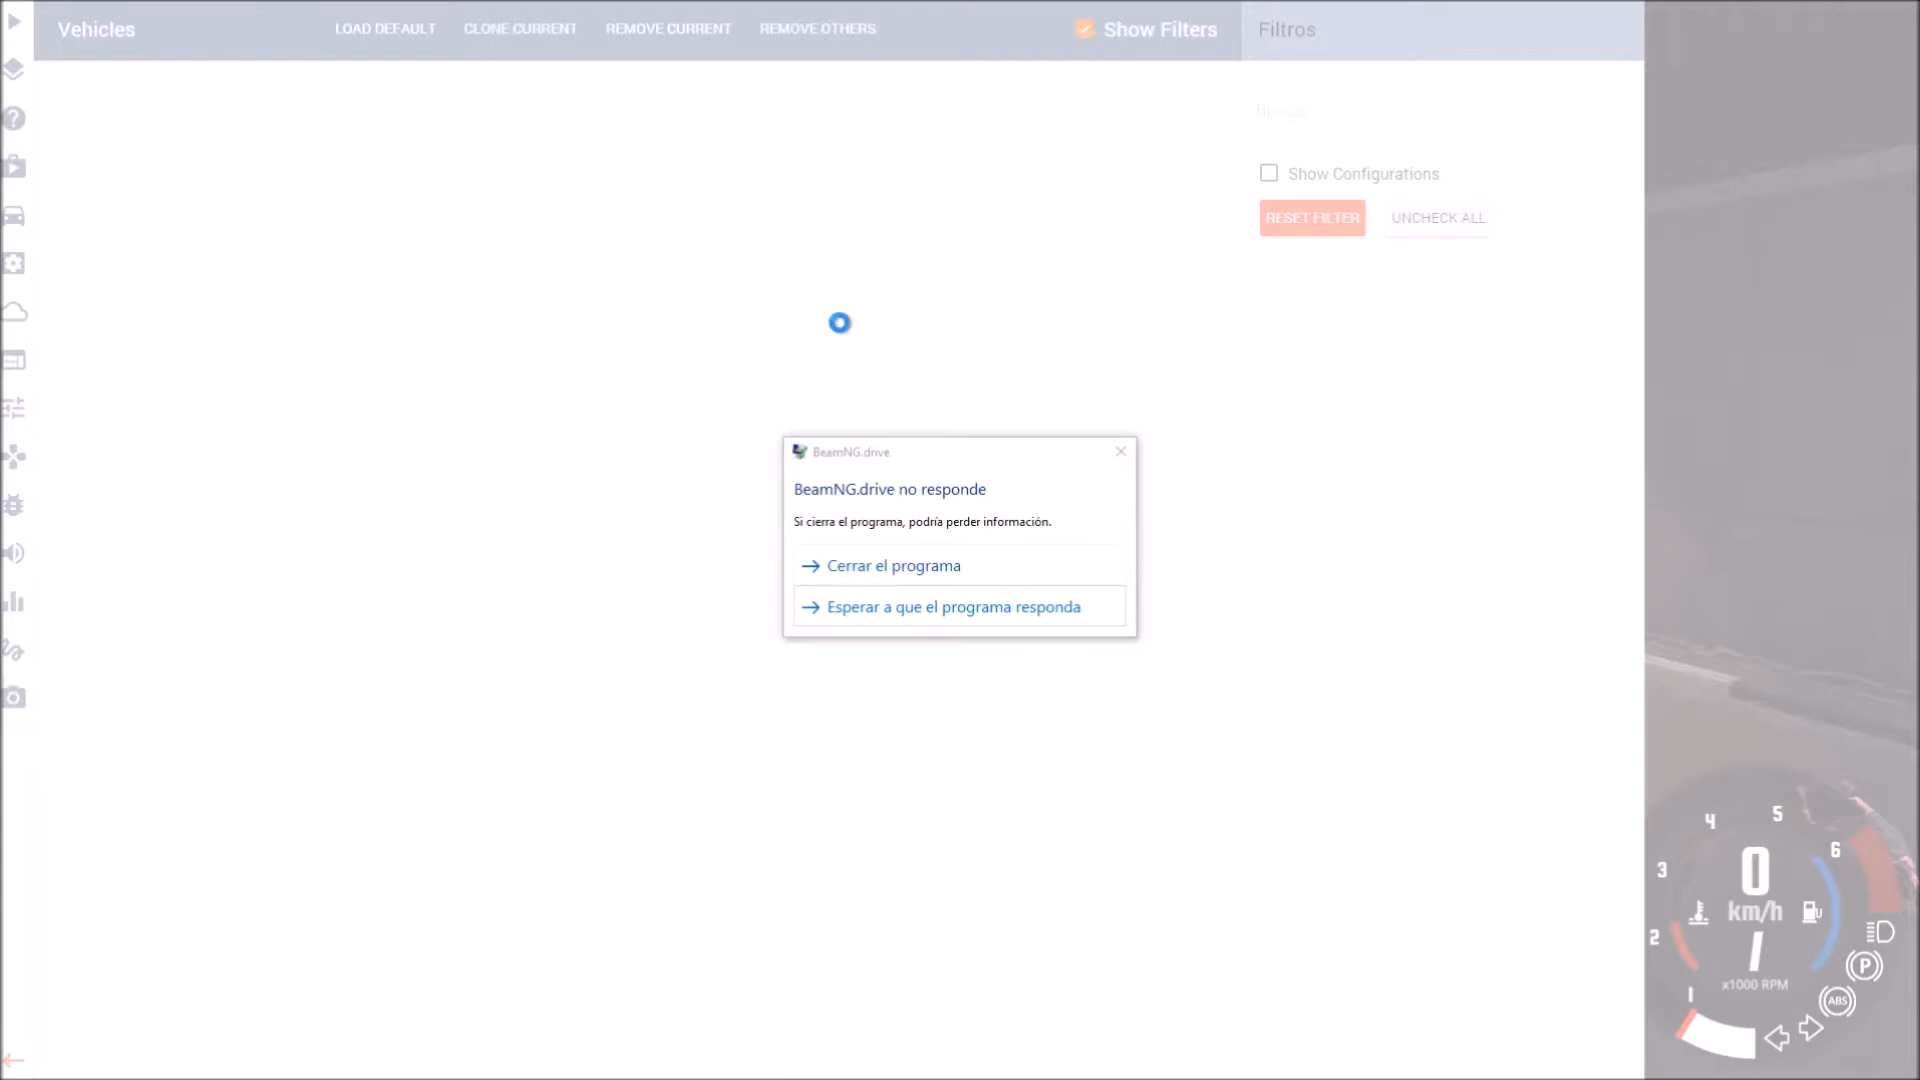 Vehicles
LOAD DEFAULT
CLONE CURRENT
REMOVE CURRENT
REMOVE OTHERS
Show Filters
Filtros
Show Configurations
RESET FILTER
UNCHECK ALL
BeamNG.drive
BeamNG.drive no responde
Si cierra el programa, podría perder información.
Cerrar el programa
Esperar a que el programa responda
4
5
3
6
0
km/h
2
1
x1000 RPM
P
1
ABS